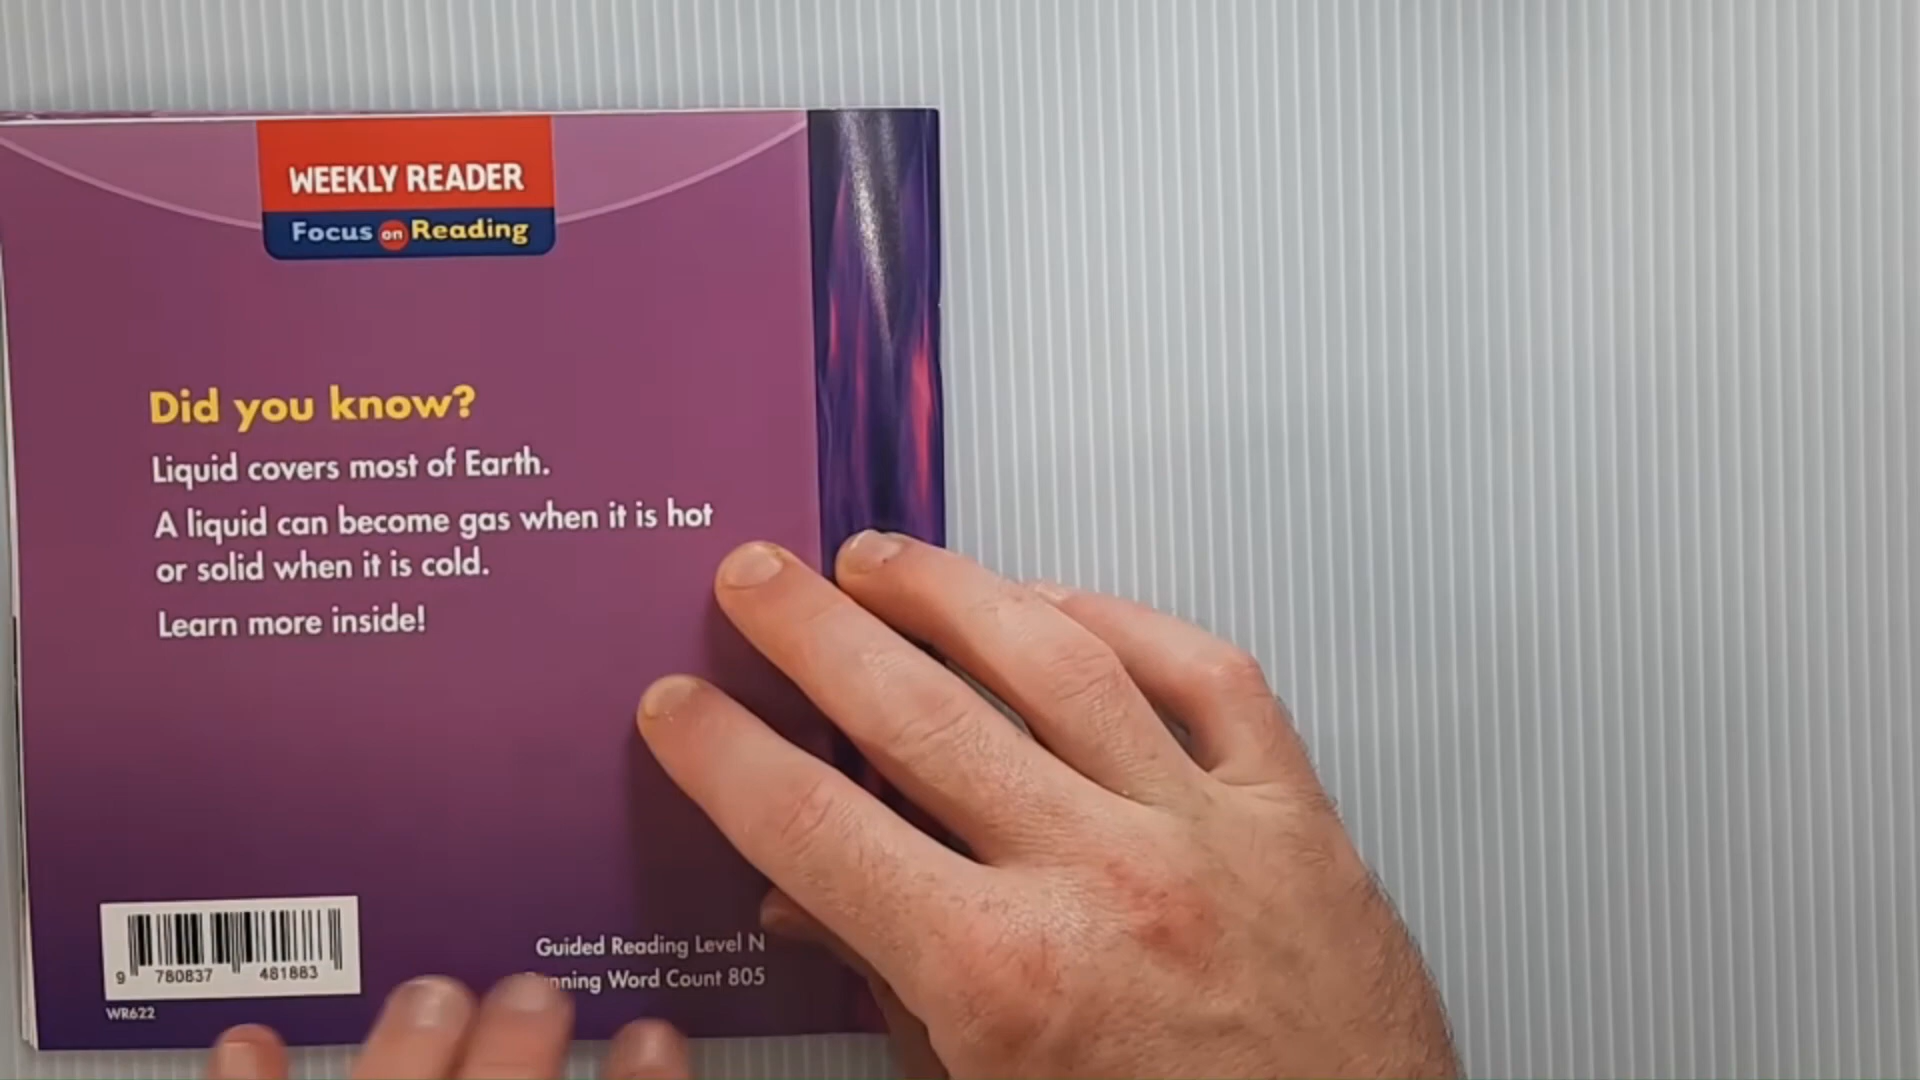 WEEKLY READER
Focus on Reading
Did you know?
Liquid covers most of Earth.
A liquid can become gas when it is hot
or solid when it is cold.
Learn more inside!
Guided Reading Level N
Word Count 805
9 780837 481883
WR622